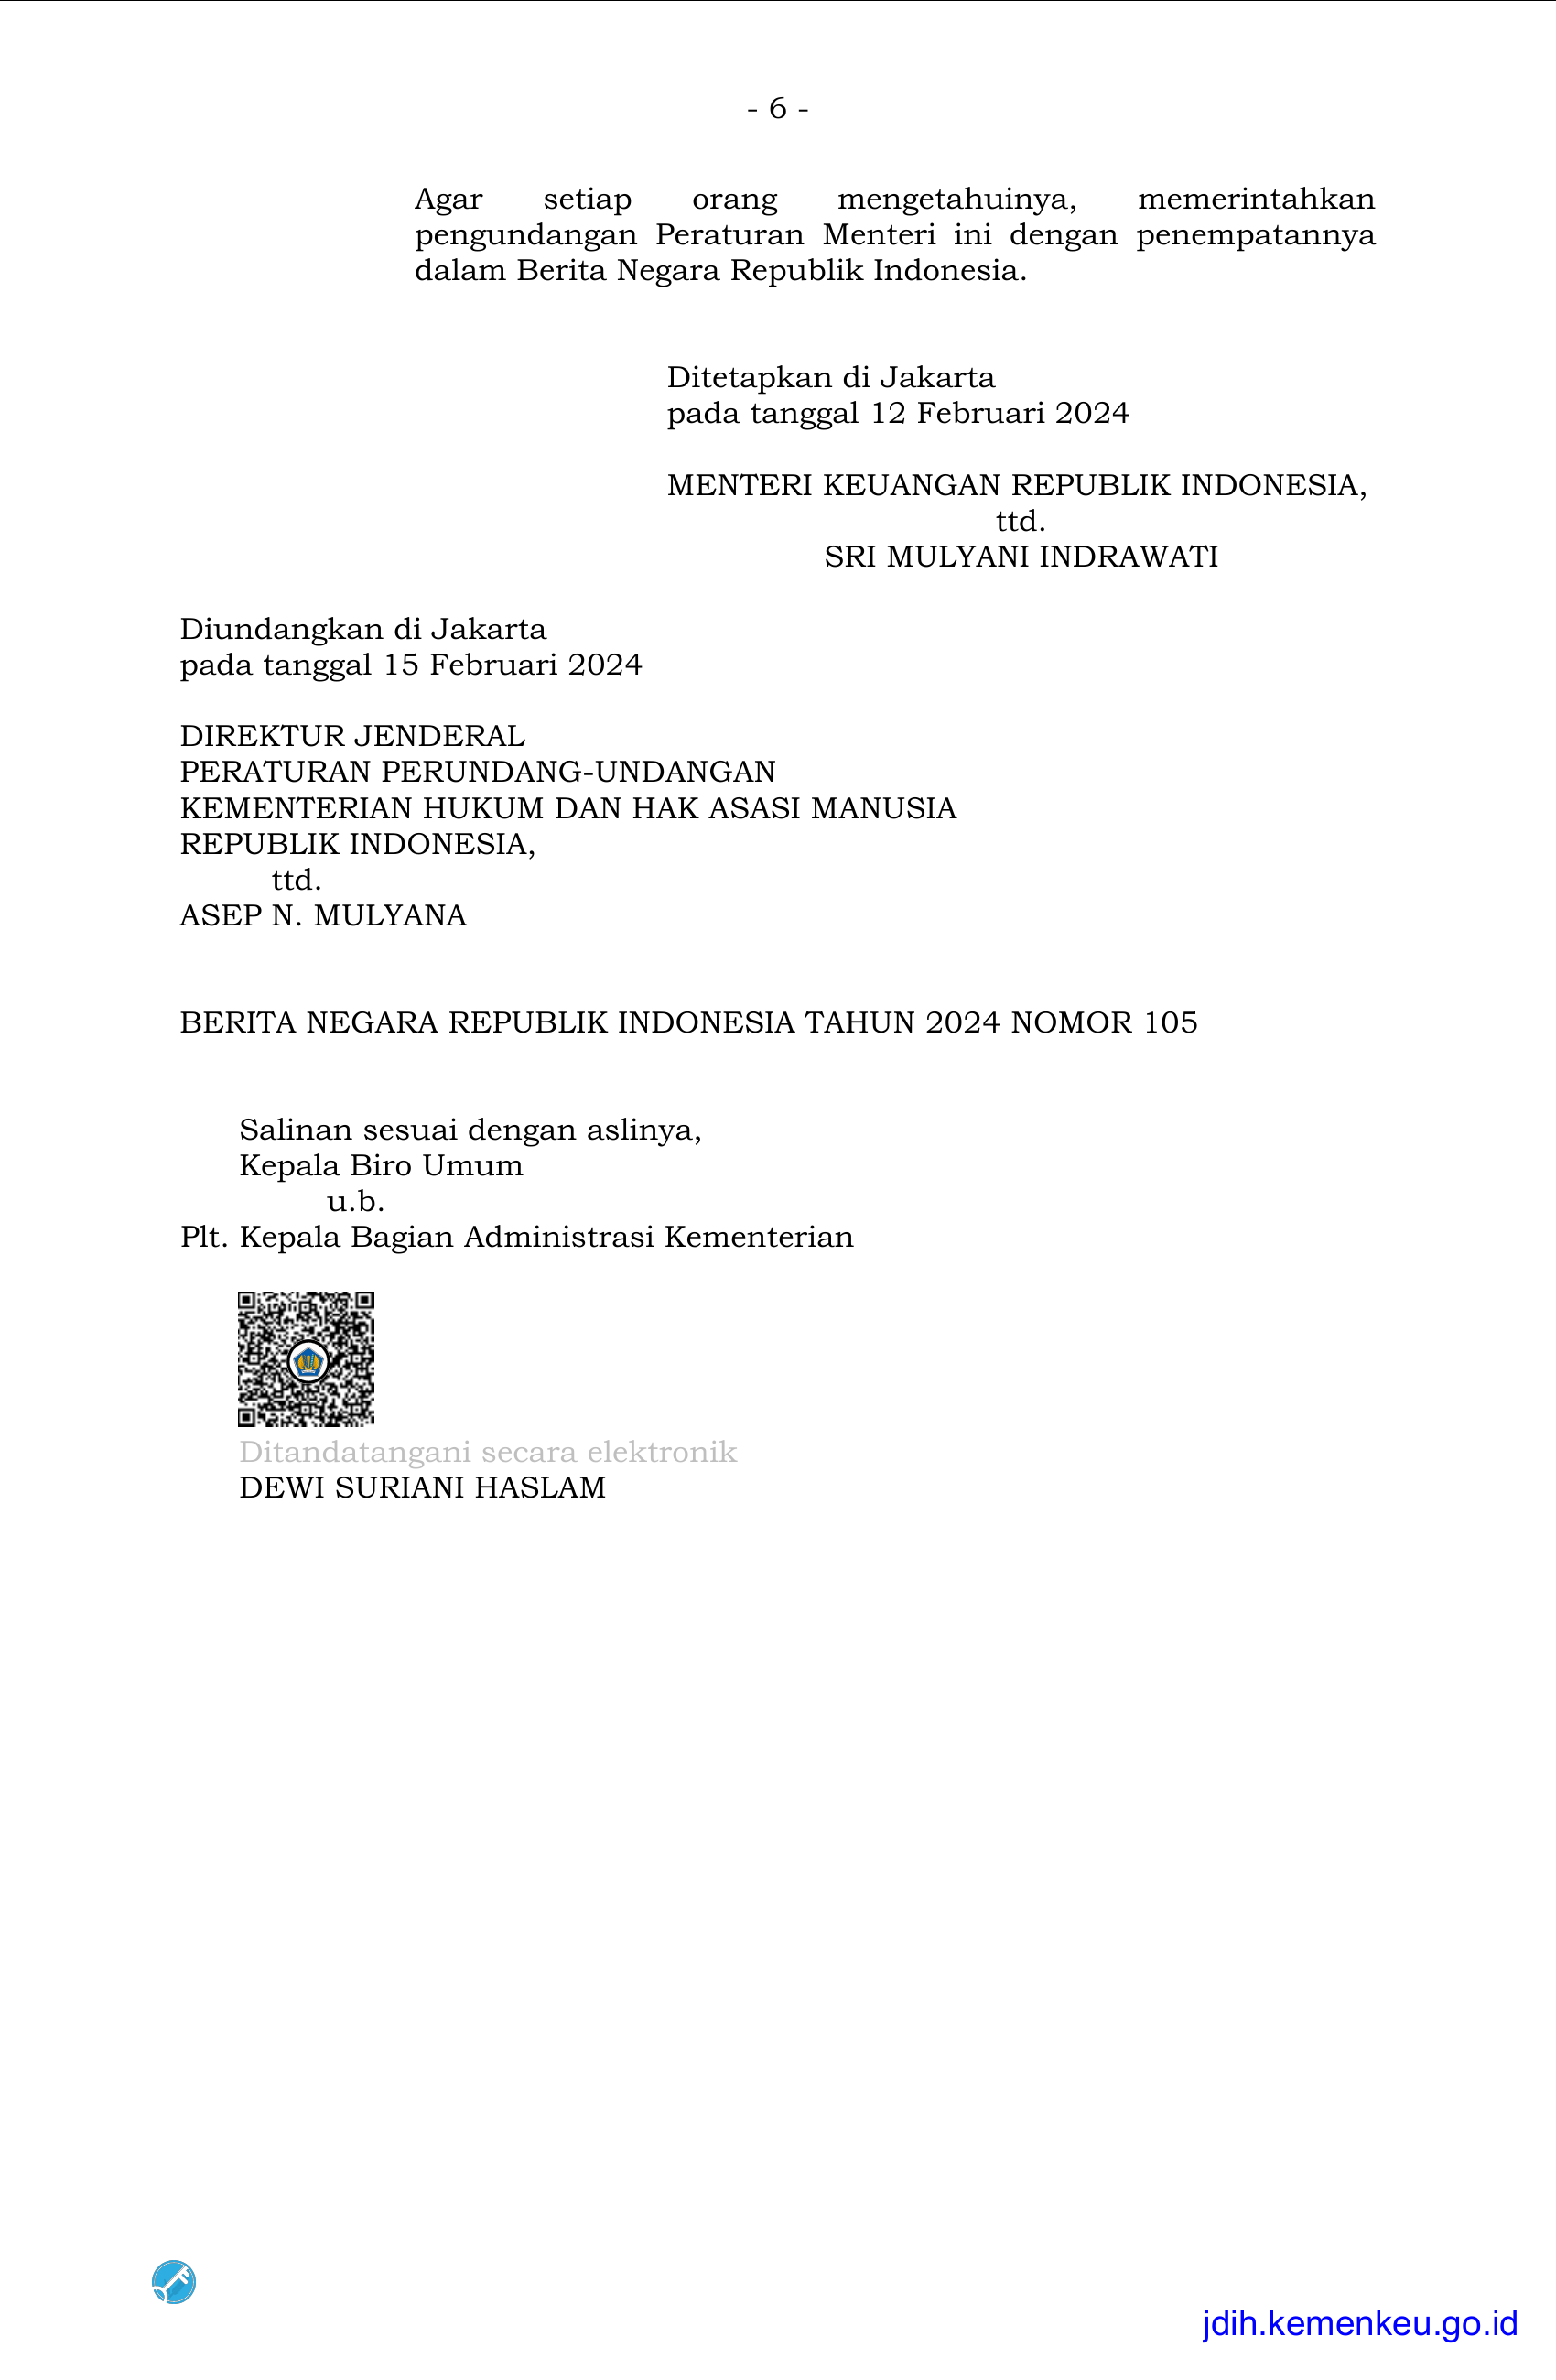 - 6 -
Agar setiap orang mengetahuinya, memerintahkan
pengundangan Peraturan Menteri ini dengan penempatannya
dalam Berita Negara Republik Indonesia.
Ditetapkan di Jakarta
pada tanggal 12 Februari 2024
MENTERI KEUANGAN REPUBLIK INDONESIA,
ttd.
SRI MULYANI INDRAWATI
Diundangkan di Jakarta
pada tanggal 15 Februari 2024
DIREKTUR JENDERAL
PERATURAN PERUNDANG-UNDANGAN
KEMENTERIAN HUKUM DAN HAK ASASI MANUSIA
REPUBLIK INDONESIA,
ttd.
ASEP N. MULYANA
BERITA NEGARA REPUBLIK INDONESIA TAHUN 2024 NOMOR 105
Salinan sesuai dengan aslinya,
Kepala Biro Umum
u.b.
Plt. Kepala Bagian Administrasi Kementerian
Ditandatangani secara elektronik
DEWI SURIANI HASLAM
jdih.kemenkeu.go.id